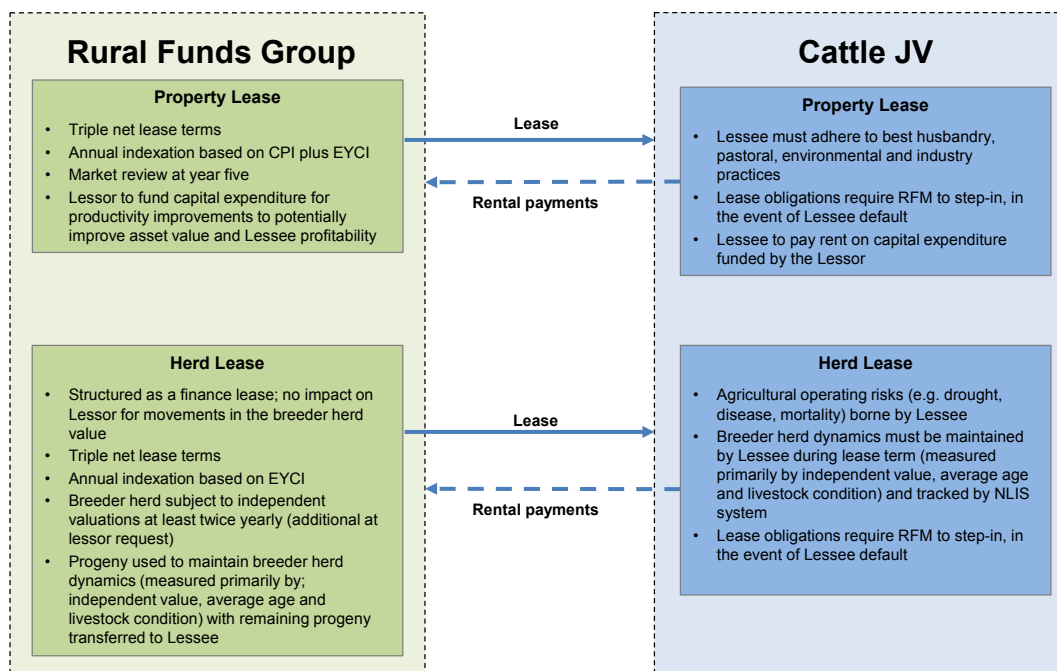 Rural Funds Group
Property Lease
• Triple net lease terms
• Annual indexation based on CPI plus EYCI
• Market review at year five
• Lessor to fund capital expenditure for
productivity improvements to potentially
improve asset value and Lessee profitability
Lease
Rental payments
Cattle JV
Property Lease
• Lessee must adhere to best husbandry,
pastoral, environmental and industry
practices
• Lease obligations require RFM to step-in, in
the event of Lessee default
• Lessee to pay rent on capital expenditure
funded by the Lessor
Herd Lease
• Structured as a finance lease; no impact on
Lessor for movements in the breeder herd
value
• Triple net lease terms
• Annual indexation based on EYCI
• Breeder herd subject to independent
valuations at least twice yearly (additional at
lessor request)
• Progeny used to maintain breeder herd
dynamics (measured primarily by;
independent value, average age and
livestock condition) with remaining progeny
transferred to Lessee
Lease
Rental payments
Herd Lease
• Agricultural operating risks (e.g. drought,
disease, mortality) borne by Lessee
• Breeder herd dynamics must be maintained
by Lessee during lease term (measured
primarily by independent value, average age
and livestock condition) and tracked by NLIS
system
• Lease obligations require RFM to step-in, in
the event of Lessee default